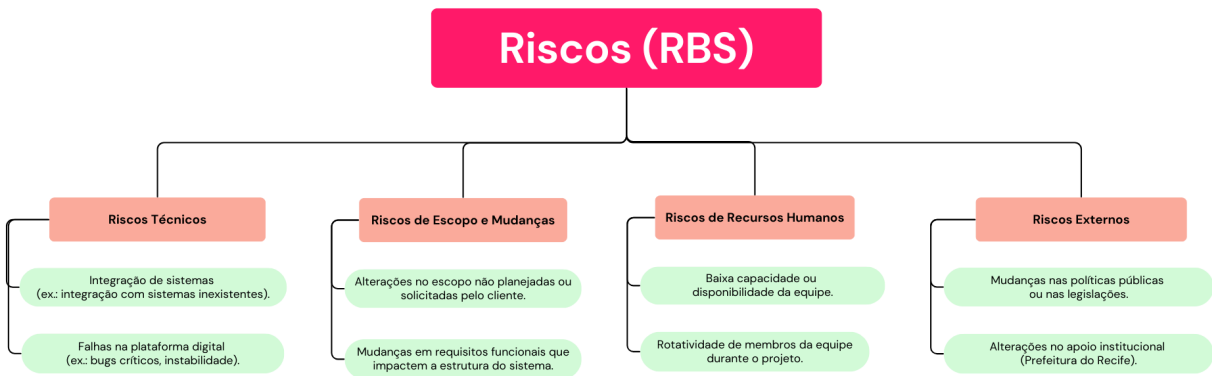 Riscos (RBS)
Riscos Técnicos
Integração de sistemas
(ex.: integração com sistemas inexistentes).
Falhas na plataforma digital
(ex.: bugs críticos, instabilidade).
Riscos de Escopo e Mudanças
Alterações no escopo não planejadas ou
solicitadas pelo cliente.
Mudanças em requisitos funcionais que
impactem a estrutura do sistema.
Riscos de Recursos Humanos
Baixa capacidade ou
disponibilidade da equipe.
Rotatividade de membros da equipe
durante o projeto.
Riscos Externos
Mudanças nas políticas públicas
ou nas legislações.
Alterações no apoio institucional
(Prefeitura do Recife).